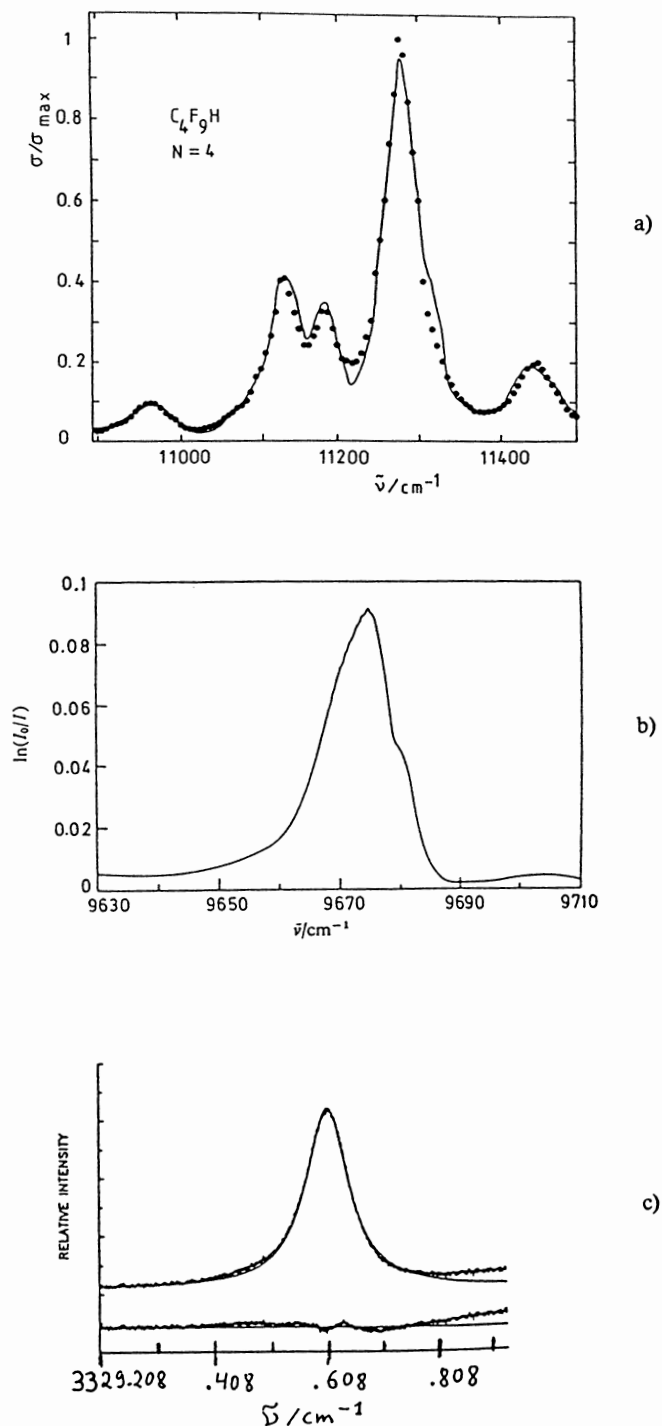 1
0.8
0.6
0.4
0.2
0
σ/σmax
C4F9H
N = 4
11000
11200
11400
ν̃/cm⁻¹
a)
0.1
0.08
0.06
0.04
0.02
0
ln(I₀/I)
9630
9650
9670
9690
9710
ν̃/cm⁻¹
b)
RELATIVE INTENSITY
3329.208
.408
.608
.808
ν̃/cm⁻¹
c)